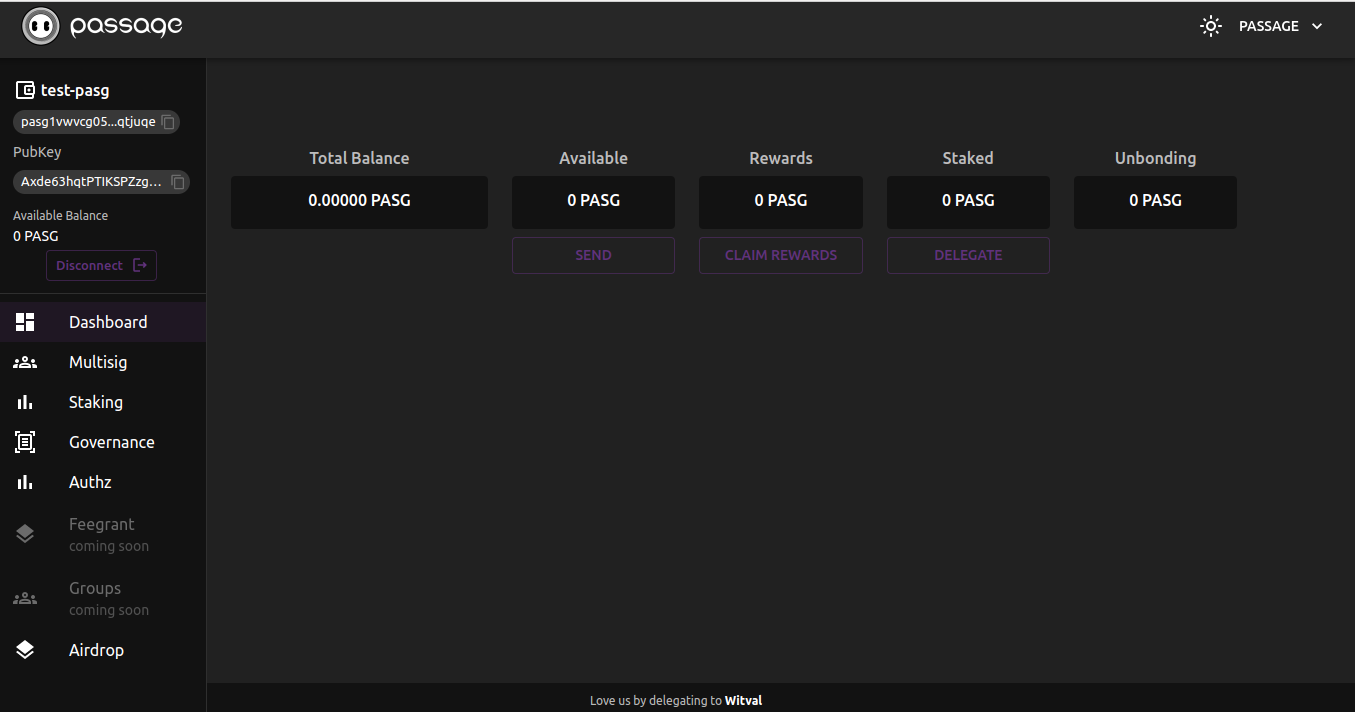 passage
PASSAGE
test-pasg
pasg1vwvcg05...qtjuqe
PubKey
Axde63hqtPTIKSPZzg...
Available Balance
0 PASG
Disconnect
Dashboard
Multisig
Staking
Governance
Authz
Feegrant
coming soon
Groups
coming soon
Airdrop
Total Balance
0.00000 PASG
Available
0 PASG
SEND
Rewards
0 PASG
CLAIM REWARDS
Staked
0 PASG
DELEGATE
Unbonding
0 PASG
Love us by delegating to Witval